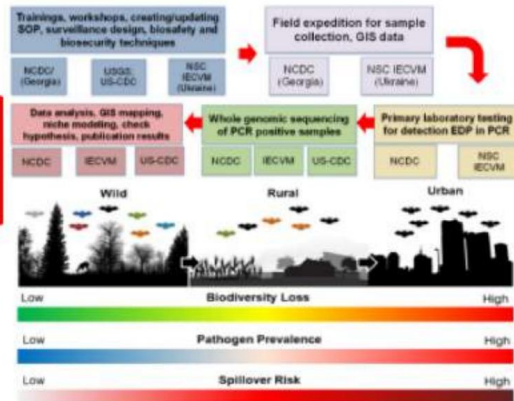 Trainings, workshops, creating/updating
SOP, surveillance design, biosafety and
biosecurity techniques
NCDC/
(Georgia)
USGS;
US-CDC
NSC
IECVM
(Ukraine)
Field expedition for sample
collection, GIS data
NCDC
(Georgia)
NSC IECVM
(Ukraine)
Data analysis, GIS mapping,
niche modeling, check
hypothesis, publication results
NCDC
IECVM
US-CDC
Whole genomic sequencing
of PCR positive samples
NCDC
IECVM
US-CDC
Primary laboratory testing
for detection EDP in PCR
NCDC
NSC
IECVM
Wild
Rural
Urban
Low
Biodiversity Loss
High
Low
Pathogen Prevalence
High
Low
Spillover Risk
High